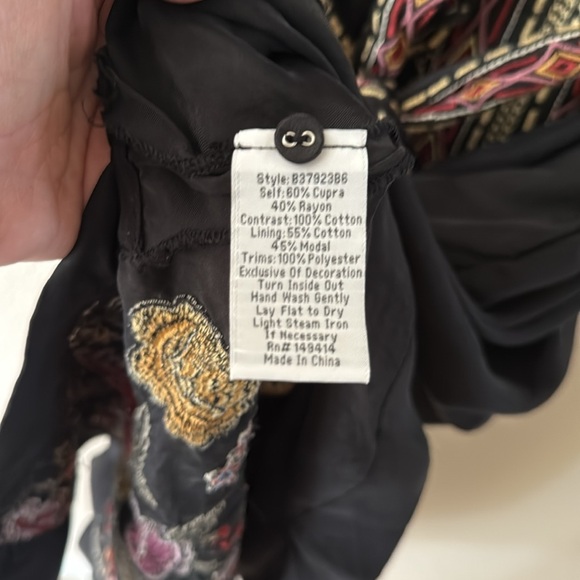 Style: B3792386
Self: 60% Cupra
40% Rayon
Contrast: 100% Cotton
Lining: 55% Cotton
45% Modal
Trims: 100% Polyester
Exclusive Of Decoration
Turn Inside Out
Hand Wash Gently
Lay Flat to Dry
Light Steam Iron
If Necessary
Rn# 149414
Made In China